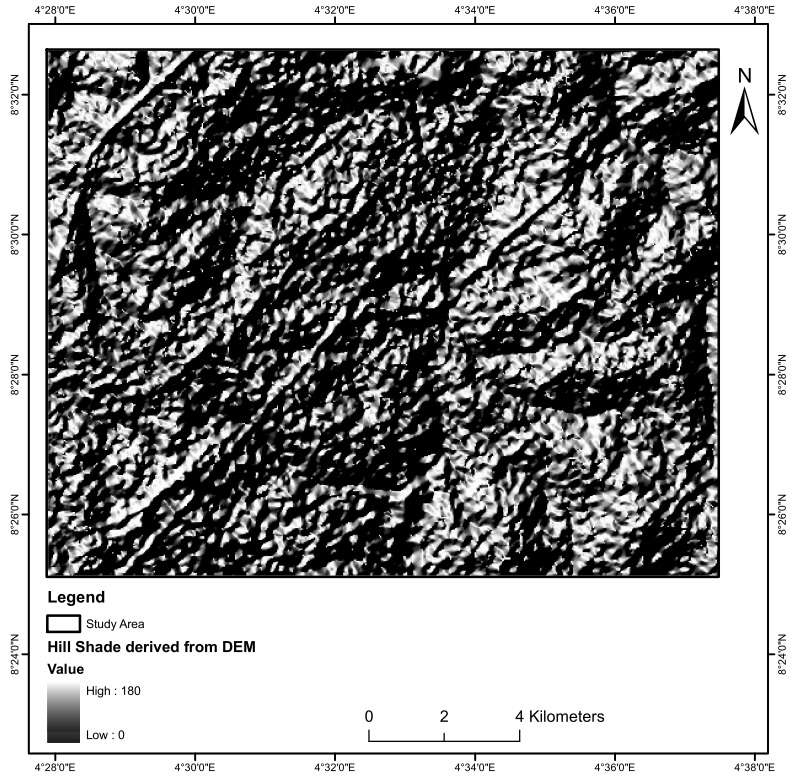 4°28'0"E 4°30'0"E 4°32'0"E 4°34'0"E 4°36'0"E 4°38'0"E
N
8°32'0"N 8°32'0"N
8°30'0"N 8°30'0"N
8°28'0"N 8°28'0"N
8°26'0"N 8°26'0"N
8°24'0"N 8°24'0"N
Legend
Study Area
Hill Shade derived from DEM
Value
High : 180
Low : 0
0 2 4 Kilometers
4°28'0"E 4°30'0"E 4°32'0"E 4°34'0"E 4°36'0"E 4°38'0"E